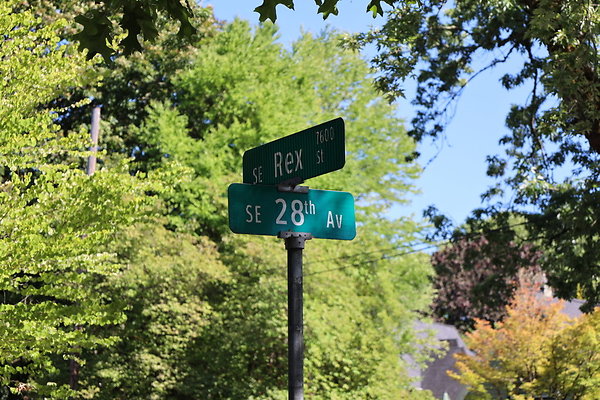 7600
SE Rex St
SE 28th Av